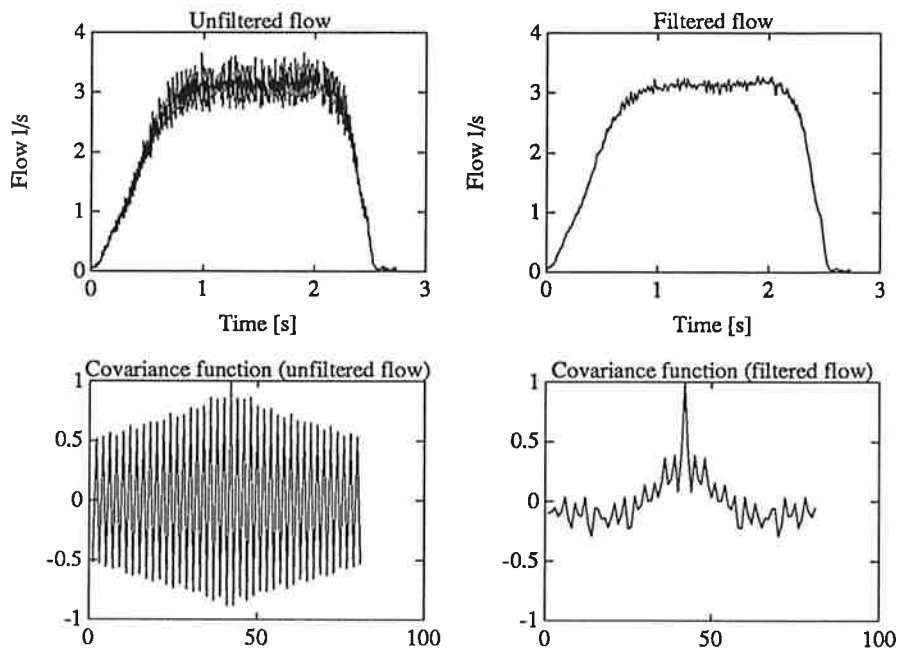 Unfiltered flow
4
3
2
1
0
Flow l/s
0 1 2 3
Time [s]
Filtered flow
4
3
2
1
0
Flow l/s
0 1 2 3
Time [s]
Covariance function (unfiltered flow)
1
0.5
0
-0.5
-1
0 50 100
Covariance function (filtered flow)
1
0.5
0
-0.5
-1
0 50 100